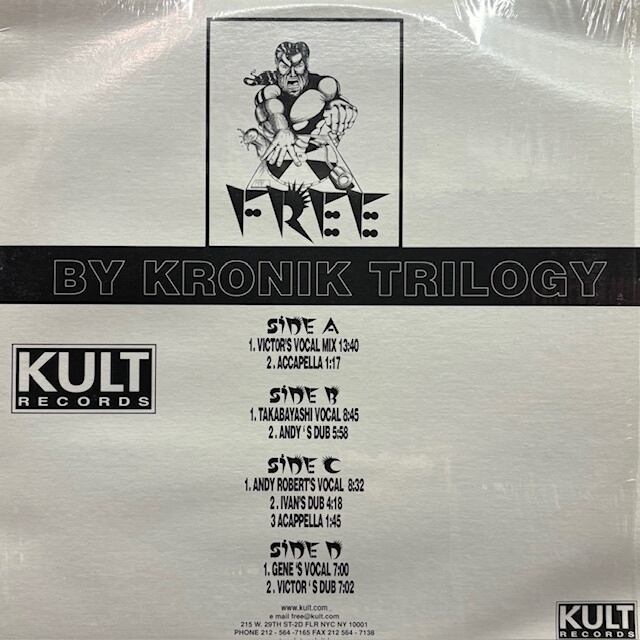 FREE
BY KRONIK TRILOGY
SIDE A
1. VICTOR'S VOCAL MIX 13:40
2. ACCAPELLA 1:17
KULT
RECORDS
SIDE B
1. TAKABAYASHI VOCAL 8:45
2. ANDY 'S DUB 5:58
SIDE C
1. ANDY ROBERT'S VOCAL 8:32
2. IVAN'S DUB 4:18
3 ACAPPELLA 1:45
SIDE D
1. GENE 'S VOCAL 7:00
2. VICTOR 'S DUB 7:02
www.kult.com
e mail free@kult.com
215 W. 29TH ST-2D FLR NYC NY 10001
PHONE 212 - 564 -7165 FAX 212 564 - 7138
KULT
RECORDS